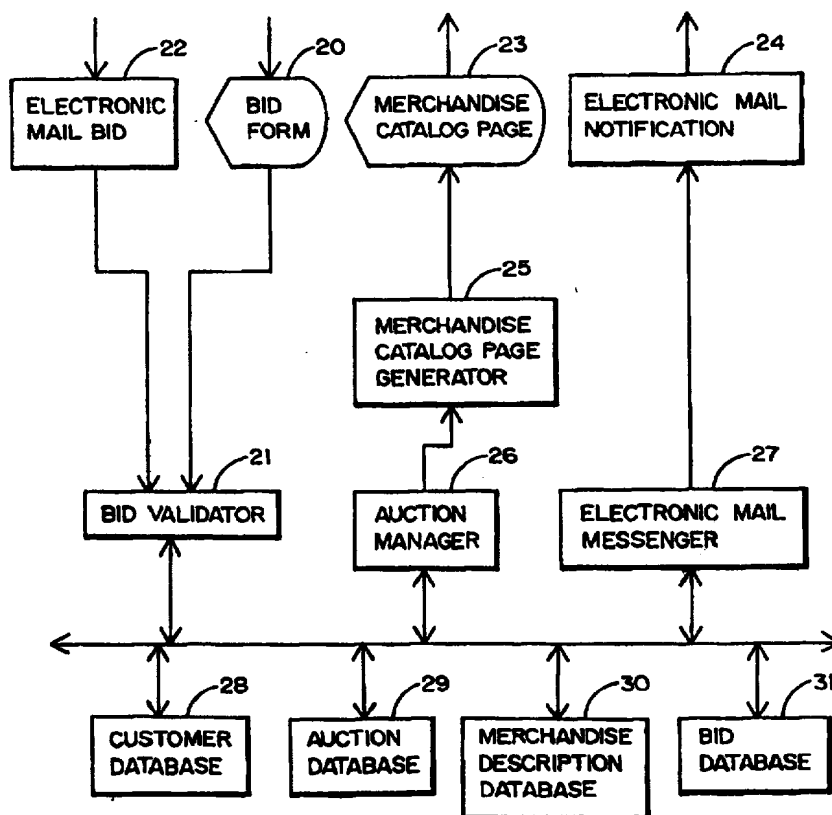 22
20
23
24
ELECTRONIC
MAIL BID
BID
FORM
MERCHANDISE
CATALOG PAGE
ELECTRONIC MAIL
NOTIFICATION
25
MERCHANDISE
CATALOG PAGE
GENERATOR
21
26
27
BID VALIDATOR
AUCTION
MANAGER
ELECTRONIC MAIL
MESSENGER
28
29
30
31
CUSTOMER
DATABASE
AUCTION
DATABASE
MERCHANDISE
DESCRIPTION
DATABASE
BID
DATABASE